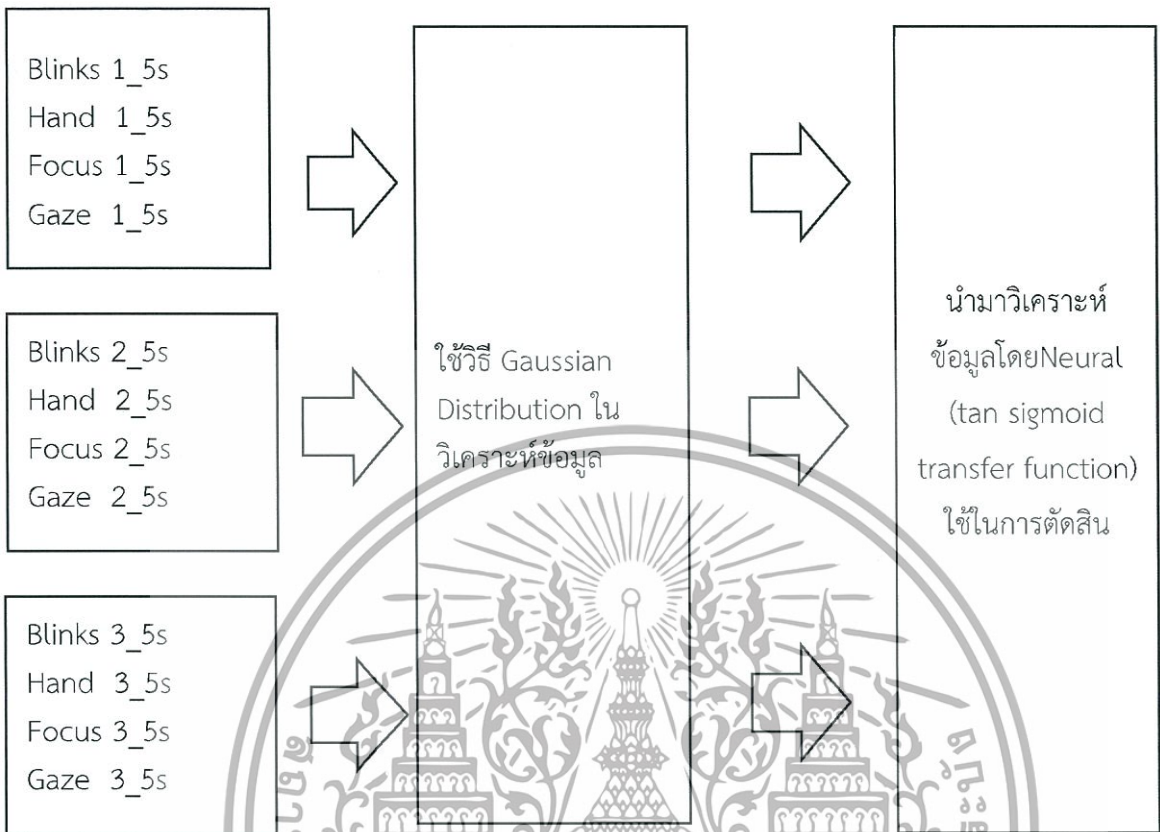 Blinks 1_5s
Hand 1_5s
Focus 1_5s
Gaze 1_5s
Blinks 2_5s
Hand 2_5s
Focus 2_5s
Gaze 2_5s
Blinks 3_5s
Hand 3_5s
Focus 3_5s
Gaze 3_5s
ใช้วิธี Gaussian
Distribution ใน
วิเคราะห์ข้อมูล
นำมาวิเคราะห์
ข้อมูลโดยNeural
(tan sigmoid
transfer function)
ใช้ในการตัดสิน